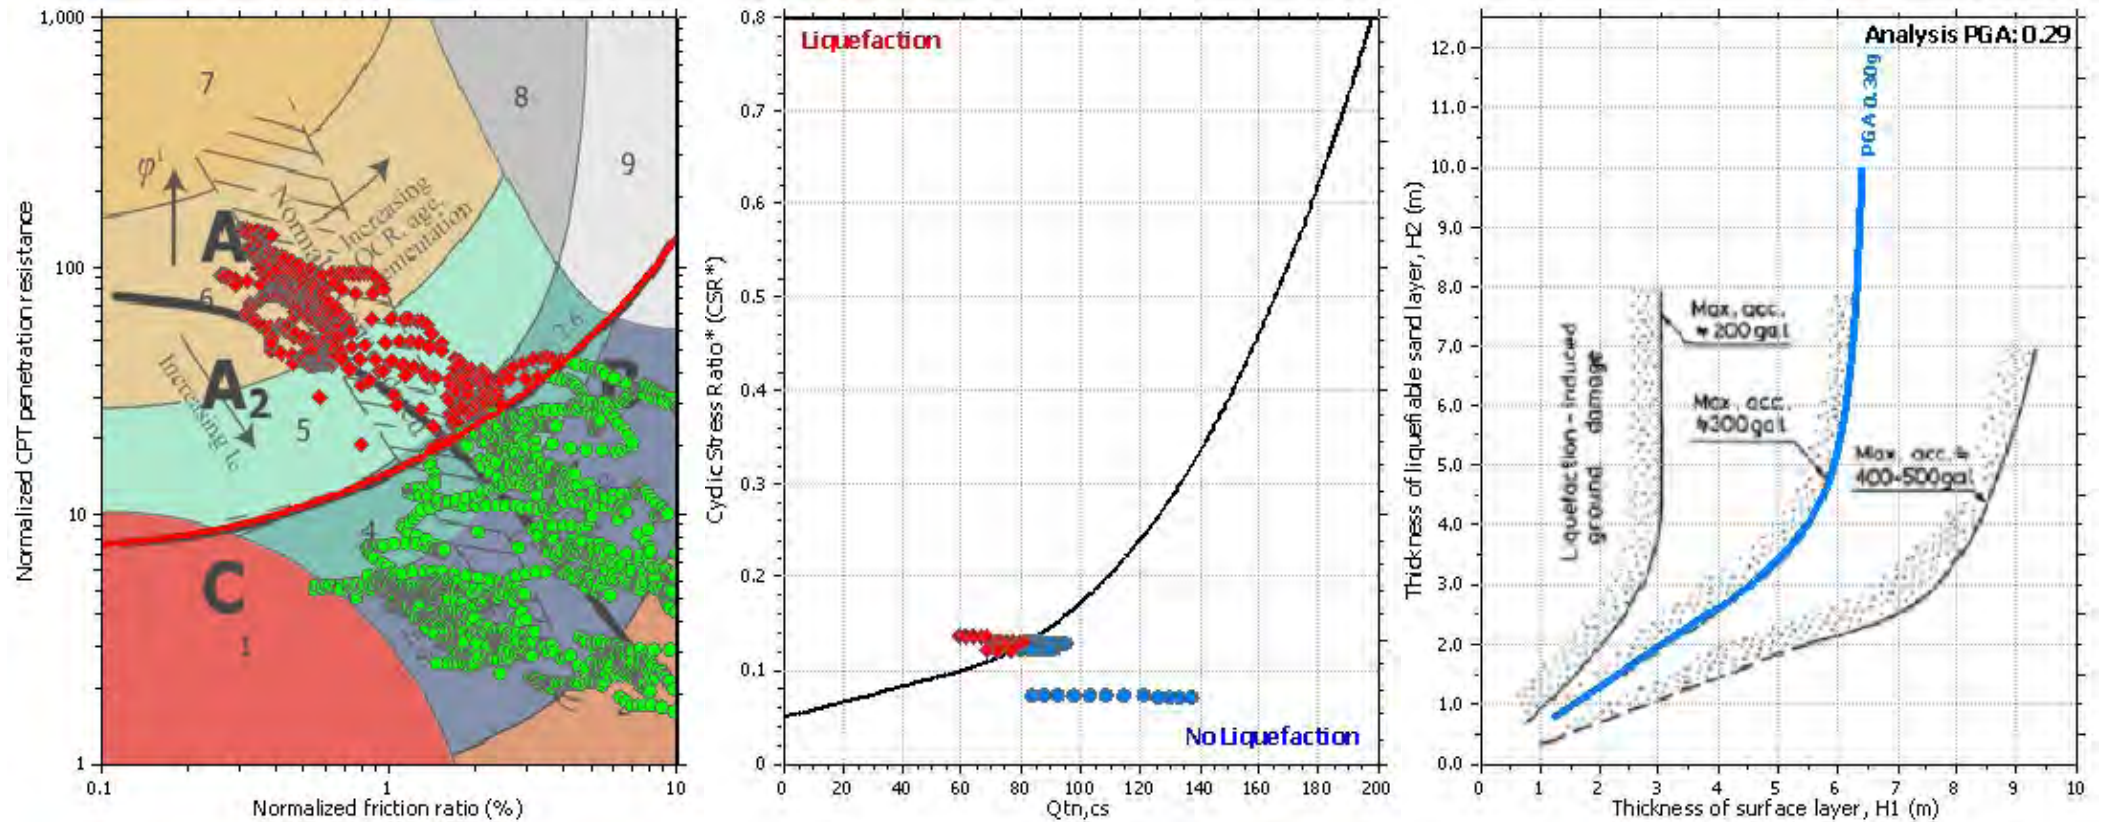 1,000
100
10
1
0.1
1
10
Normalized CPT penetration resistance
Normalized friction ratio (%)
7
8
9
φ'
A
Increasing
OCR, age,
cementation
6
A2
Increasing Ic
5
2.6
B
4
C
1
2
0.8
0.7
0.6
0.5
0.4
0.3
0.2
0.1
0
0
20
40
60
80
100
120
140
160
180
200
Cyclic Stress Ratio* (CSR*)
Qtn,cs
Liquefaction
No Liquefaction
12.0
11.0
10.0
9.0
8.0
7.0
6.0
5.0
4.0
3.0
2.0
1.0
0.0
0
1
2
3
4
5
6
7
8
9
10
Thickness of liquefiable sand layer, H2 (m)
Thickness of surface layer, H1 (m)
Analysis PGA: 0.29
PGA 0.30g
Liquefaction-induced
ground damage
Max. acc.
≒ 200 gal
Max. acc.
≒300gal
Max. acc. ≒
400-500gal